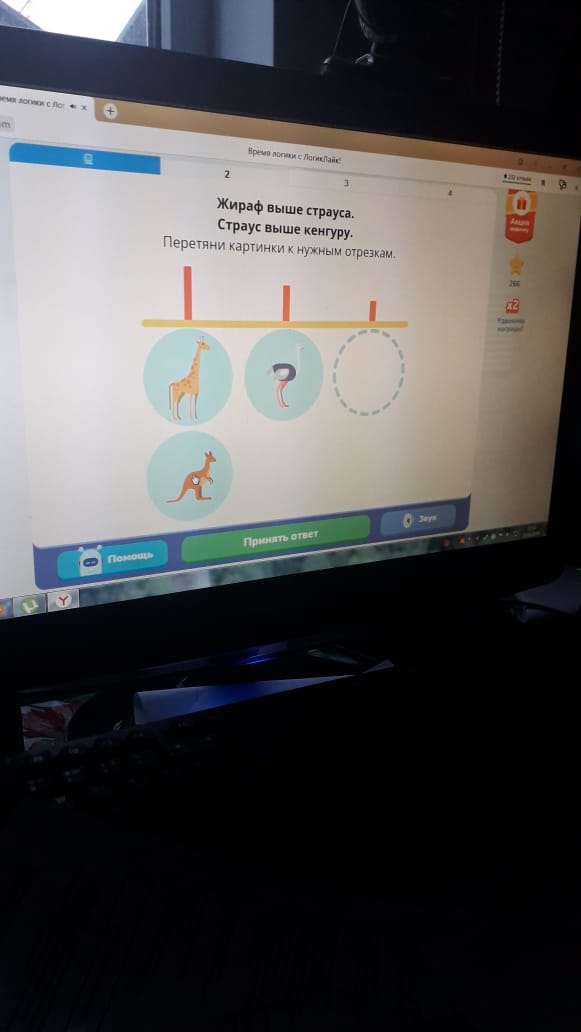 Время логики с ЛогикЛайк!
2
3
4
Жираф выше страуса.
Страус выше кенгуру.
Перетяни картинки к нужным отрезкам.
Акция
266
x2
Помощь
Принять ответ
Звук
Y